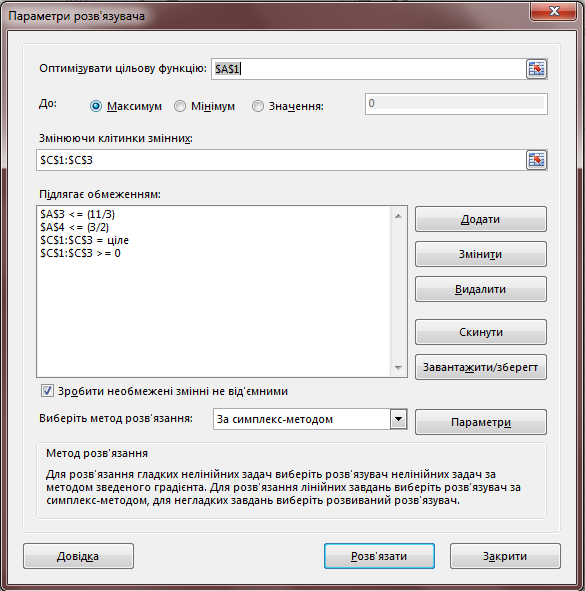 Параметри розв'язувача
Оптимізувати цільову функцію: $A$1
До: Максимум Мінімум Значення: 0
Змінюючи клітинки змінних:
$C$1:$C$3
Підлягає обмеженням:
$A$3 <= (11/3)
$A$4 <= (3/2)
$C$1:$C$3 = ціле
$C$1:$C$3 >= 0
Додати
Змінити
Видалити
Скинути
Завантажити/зберегт
Зробити необмежені змінні не від'ємними
Виберіть метод розв'язання: За симплекс-методом Параметри
Метод розв'язання
Для розв'язання гладких нелінійних задач виберіть розв'язувач нелінійних задач за
методом зведеного градієнта. Для розв'язання лінійних завдань виберіть розв'язувач за
симплекс-методом, для негладких завдань виберіть розвиваний розв'язувач.
Довідка Розв'язати Закрити